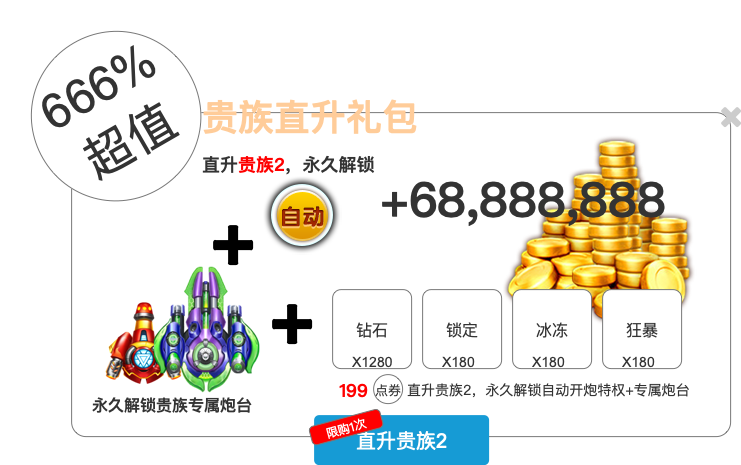 666%
超值
贵族直升礼包
直升贵族2，永久解锁
自动
+68,888,888
钻石
X1280
锁定
X180
冰冻
X180
狂暴
X180
永久解锁贵族专属炮台
199 点券 直升贵族2，永久解锁自动开炮特权+专属炮台
限购1次
直升贵族2